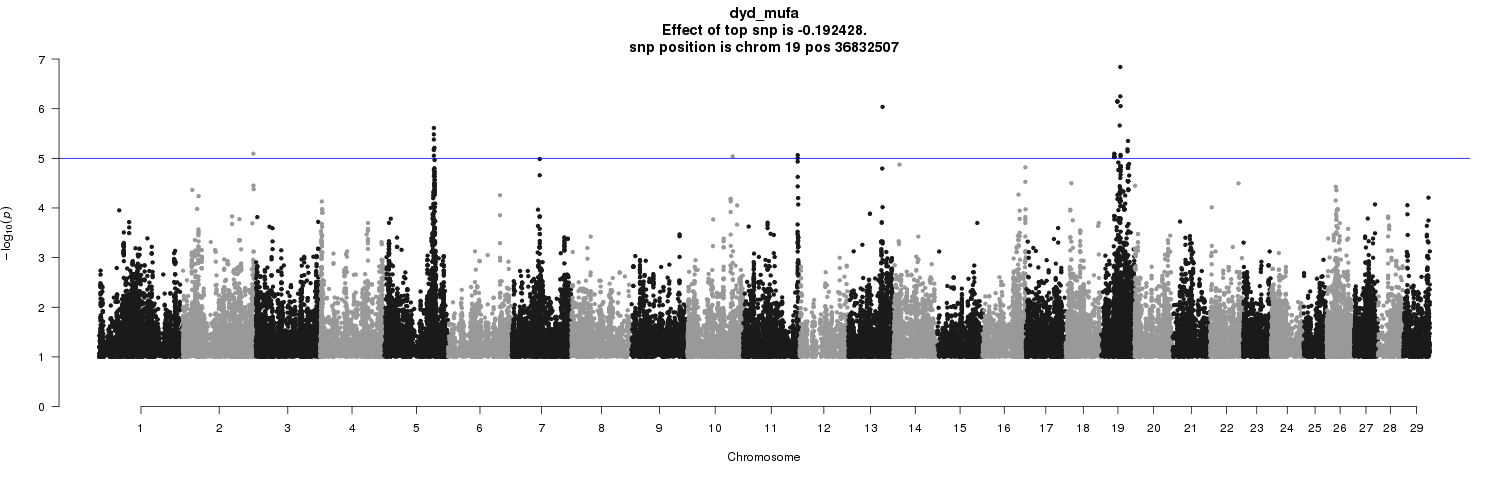 dyd_mufa
Effect of top snp is -0.192428.
snp position is chrom 19 pos 36832507
−log10(p)
7
6
5
4
3
2
1
0
1 2 3 4 5 6 7 8 9 10 11 12 13 14 15 16 17 18 19 20 21 22 23 24 25 26 27 28 29
Chromosome